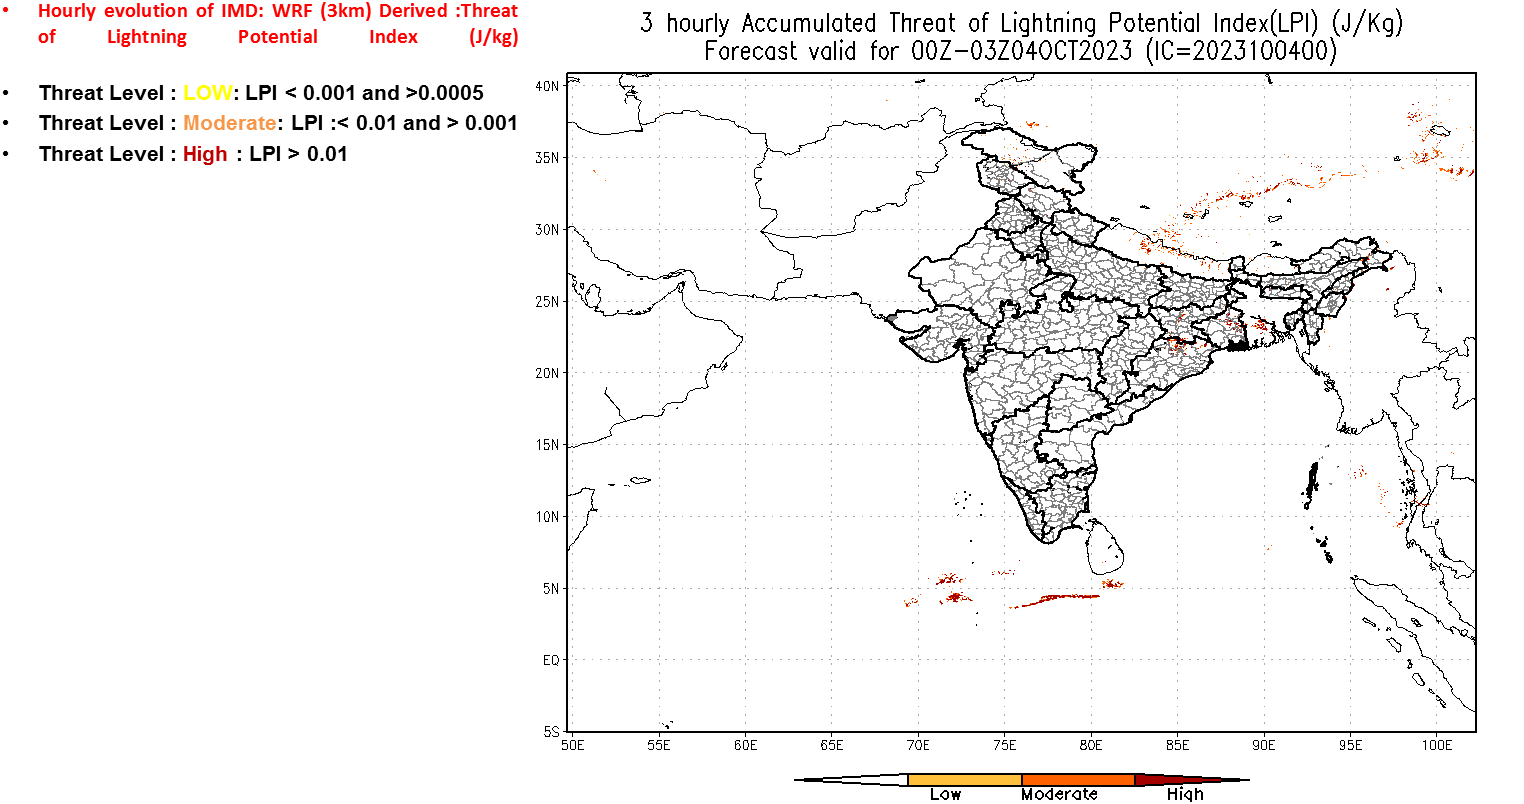 • Hourly evolution of IMD: WRF (3km) Derived :Threat
of Lightning Potential Index (J/kg)
• Threat Level : LOW: LPI < 0.001 and >0.0005
• Threat Level : Moderate: LPI :< 0.01 and > 0.001
• Threat Level : High : LPI > 0.01
3 hourly Accumulated Threat of Lightning Potential Index(LPI) (J/Kg)
Forecast valid for 00Z-03Z04OCT2023 (IC=2023100400)
40N
35N
30N
25N
20N
15N
10N
5N
EQ
5S
50E 55E 60E 65E 70E 75E 80E 85E 90E 95E 100E
Low Moderate High